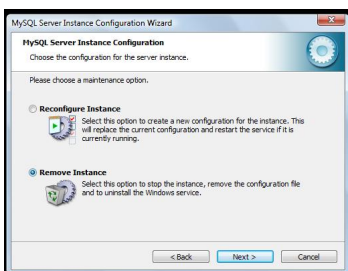 MySQL Server Instance Configuration Wizard
MySQL Server Instance Configuration
Choose the configuration for the server instance.
Please choose a maintenance option.
Reconfigure Instance
Select this option to create a new configuration for the instance. This
will replace the current configuration and restart the service if it is
currently running.
Remove Instance
Select this option to stop the instance, remove the configuration file
and to uninstall the Windows service.
< Back
Next >
Cancel